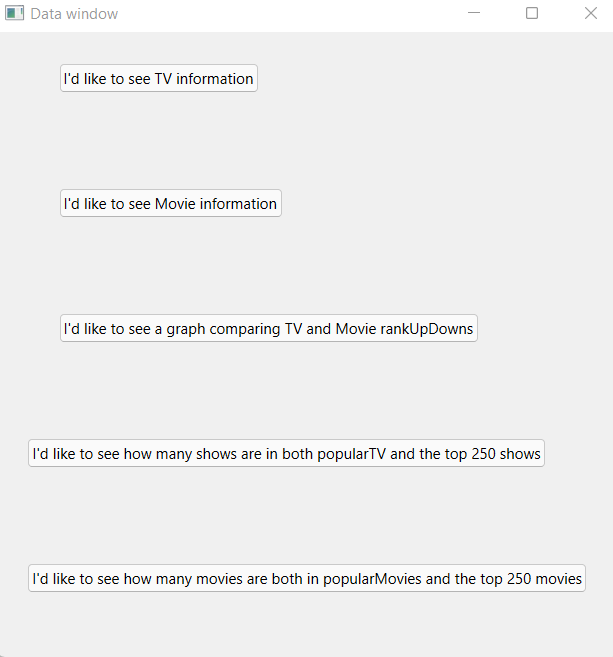 Data window
I'd like to see TV information
I'd like to see Movie information
I'd like to see a graph comparing TV and Movie rankUpDowns
I'd like to see how many shows are in both popularTV and the top 250 shows
I'd like to see how many movies are both in popularMovies and the top 250 movies